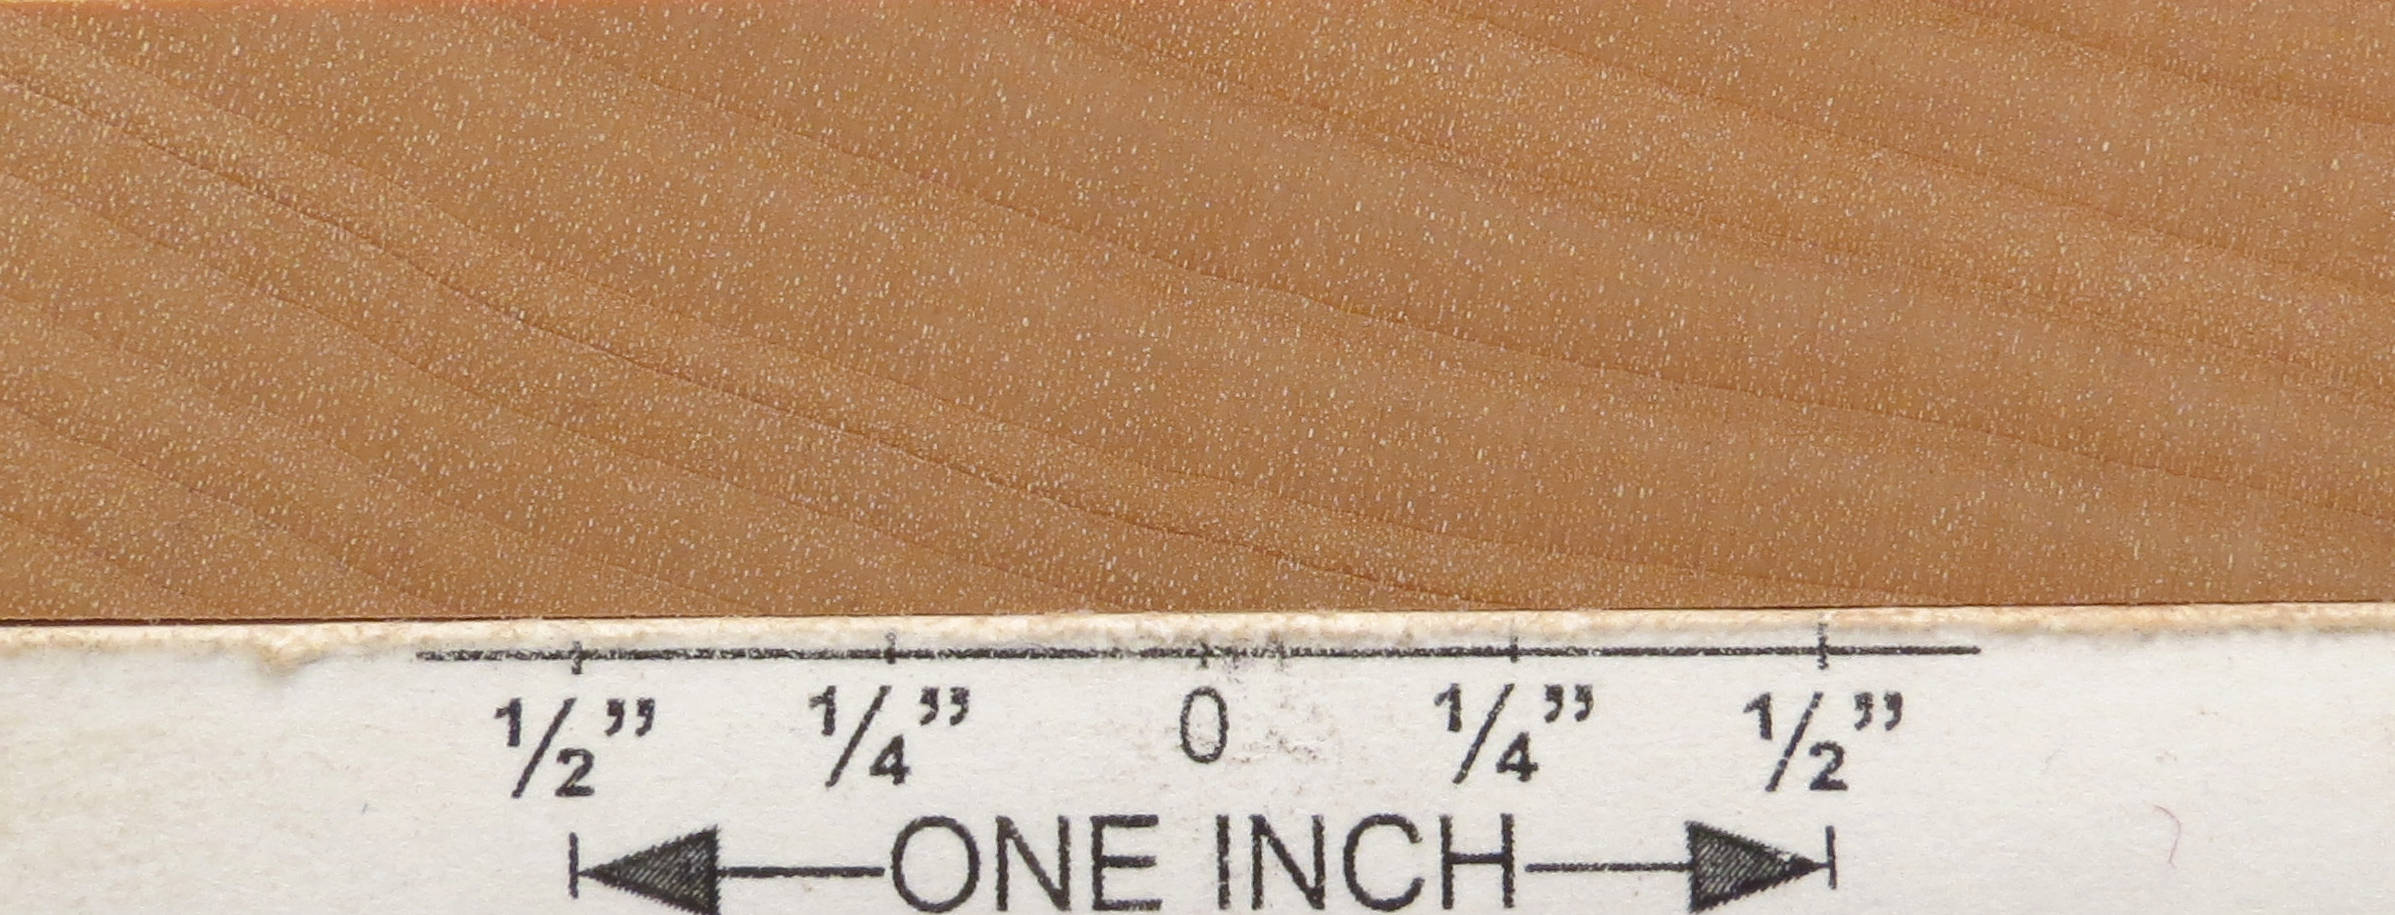 1/2” 1/4” 0 1/4” 1/2”
ONE INCH